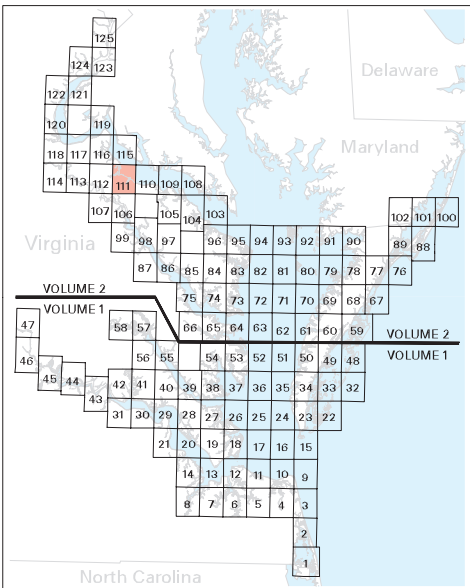 125
124 123
Delaware
122 121
120 119
Maryland
118 117 116 115
114 113 112 111 110 109 108
107 106 105 104 103 102 101 100
Virginia 99 98 97 96 95 94 93 92 91 90 89 88
87 86 85 84 83 82 81 80 79 78 77 76
VOLUME 2 75 74 73 72 71 70 69 68 67
VOLUME 1
47 58 57 66 65 64 63 62 61 60 59 VOLUME 2
VOLUME 1
46 56 55 54 53 52 51 50 49 48
45 44 43 42 41 40 39 38 37 36 35 34 33 32
31 30 29 28 27 26 25 24 23 22
21 20 19 18 17 16 15
14 13 12 11 10 9
8 7 6 5 4 3
2
1
North Carolina